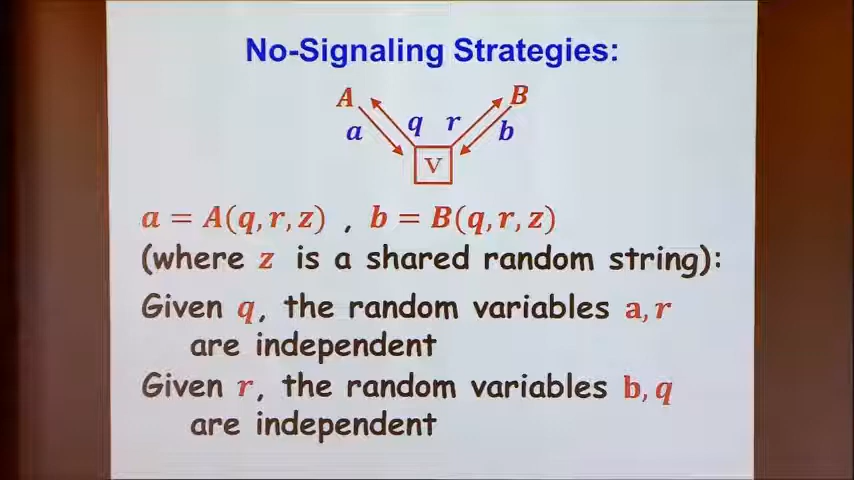 No-Signaling Strategies:
A B
a q r b
V
a = A(q, r, z) , b = B(q, r, z)
(where z is a shared random string):
Given q, the random variables a, r
are independent
Given r, the random variables b, q
are independent